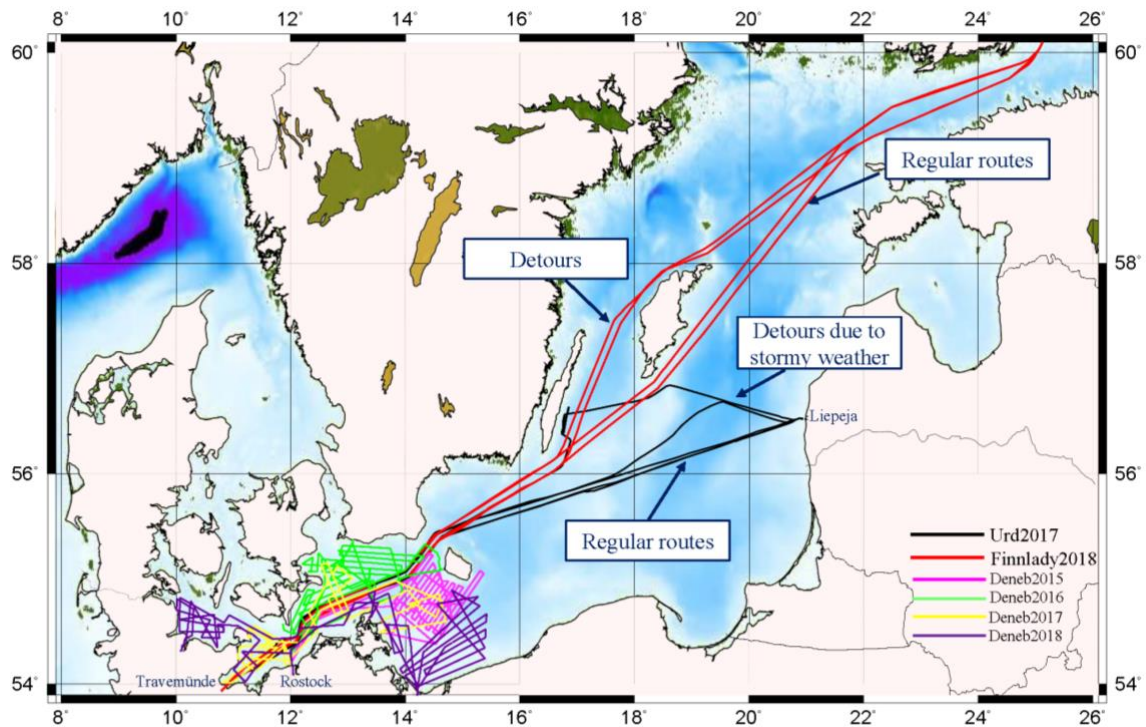 8° 10° 12° 14° 16° 18° 20° 22° 24° 26°
60° 60°
Regular routes
Detours
58° 58°
Detours due to
stormy weather
Liepeja
56° 56°
Regular routes
Urd2017
Finnlady2018
Deneb2015
Deneb2016
Deneb2017
Deneb2018
Travemünde Rostock
54° 54°
8° 10° 12° 14° 16° 18° 20° 22° 24° 26°